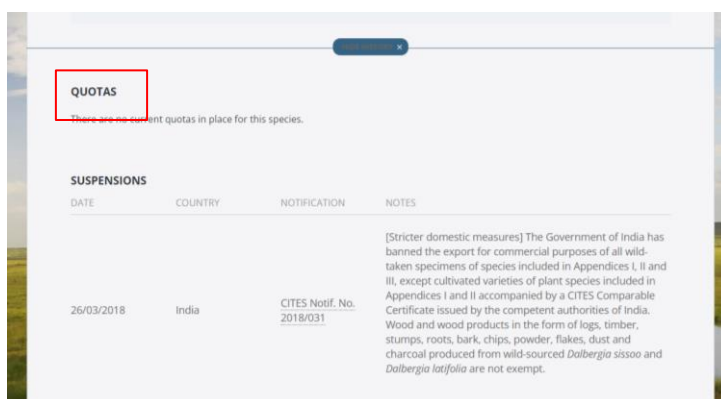 QUOTAS
There are no current quotas in place for this species.
SUSPENSIONS
DATE COUNTRY NOTIFICATION NOTES
[Stricter domestic measures] The Government of India has
banned the export for commercial purposes of all wild-
taken specimens of species included in Appendices I, II and
III, except cultivated varieties of plant species included in
Appendices I and II accompanied by a CITES Comparable
Certificate issued by the competent authorities of India.
Wood and wood products in the form of logs, timber,
stumps, roots, bark, chips, powder, flakes, dust and
charcoal produced from wild-sourced Dalbergia sissoo and
Dalbergia latifolia are not exempt.
26/03/2018 India CITES Notif. No.
2018/031